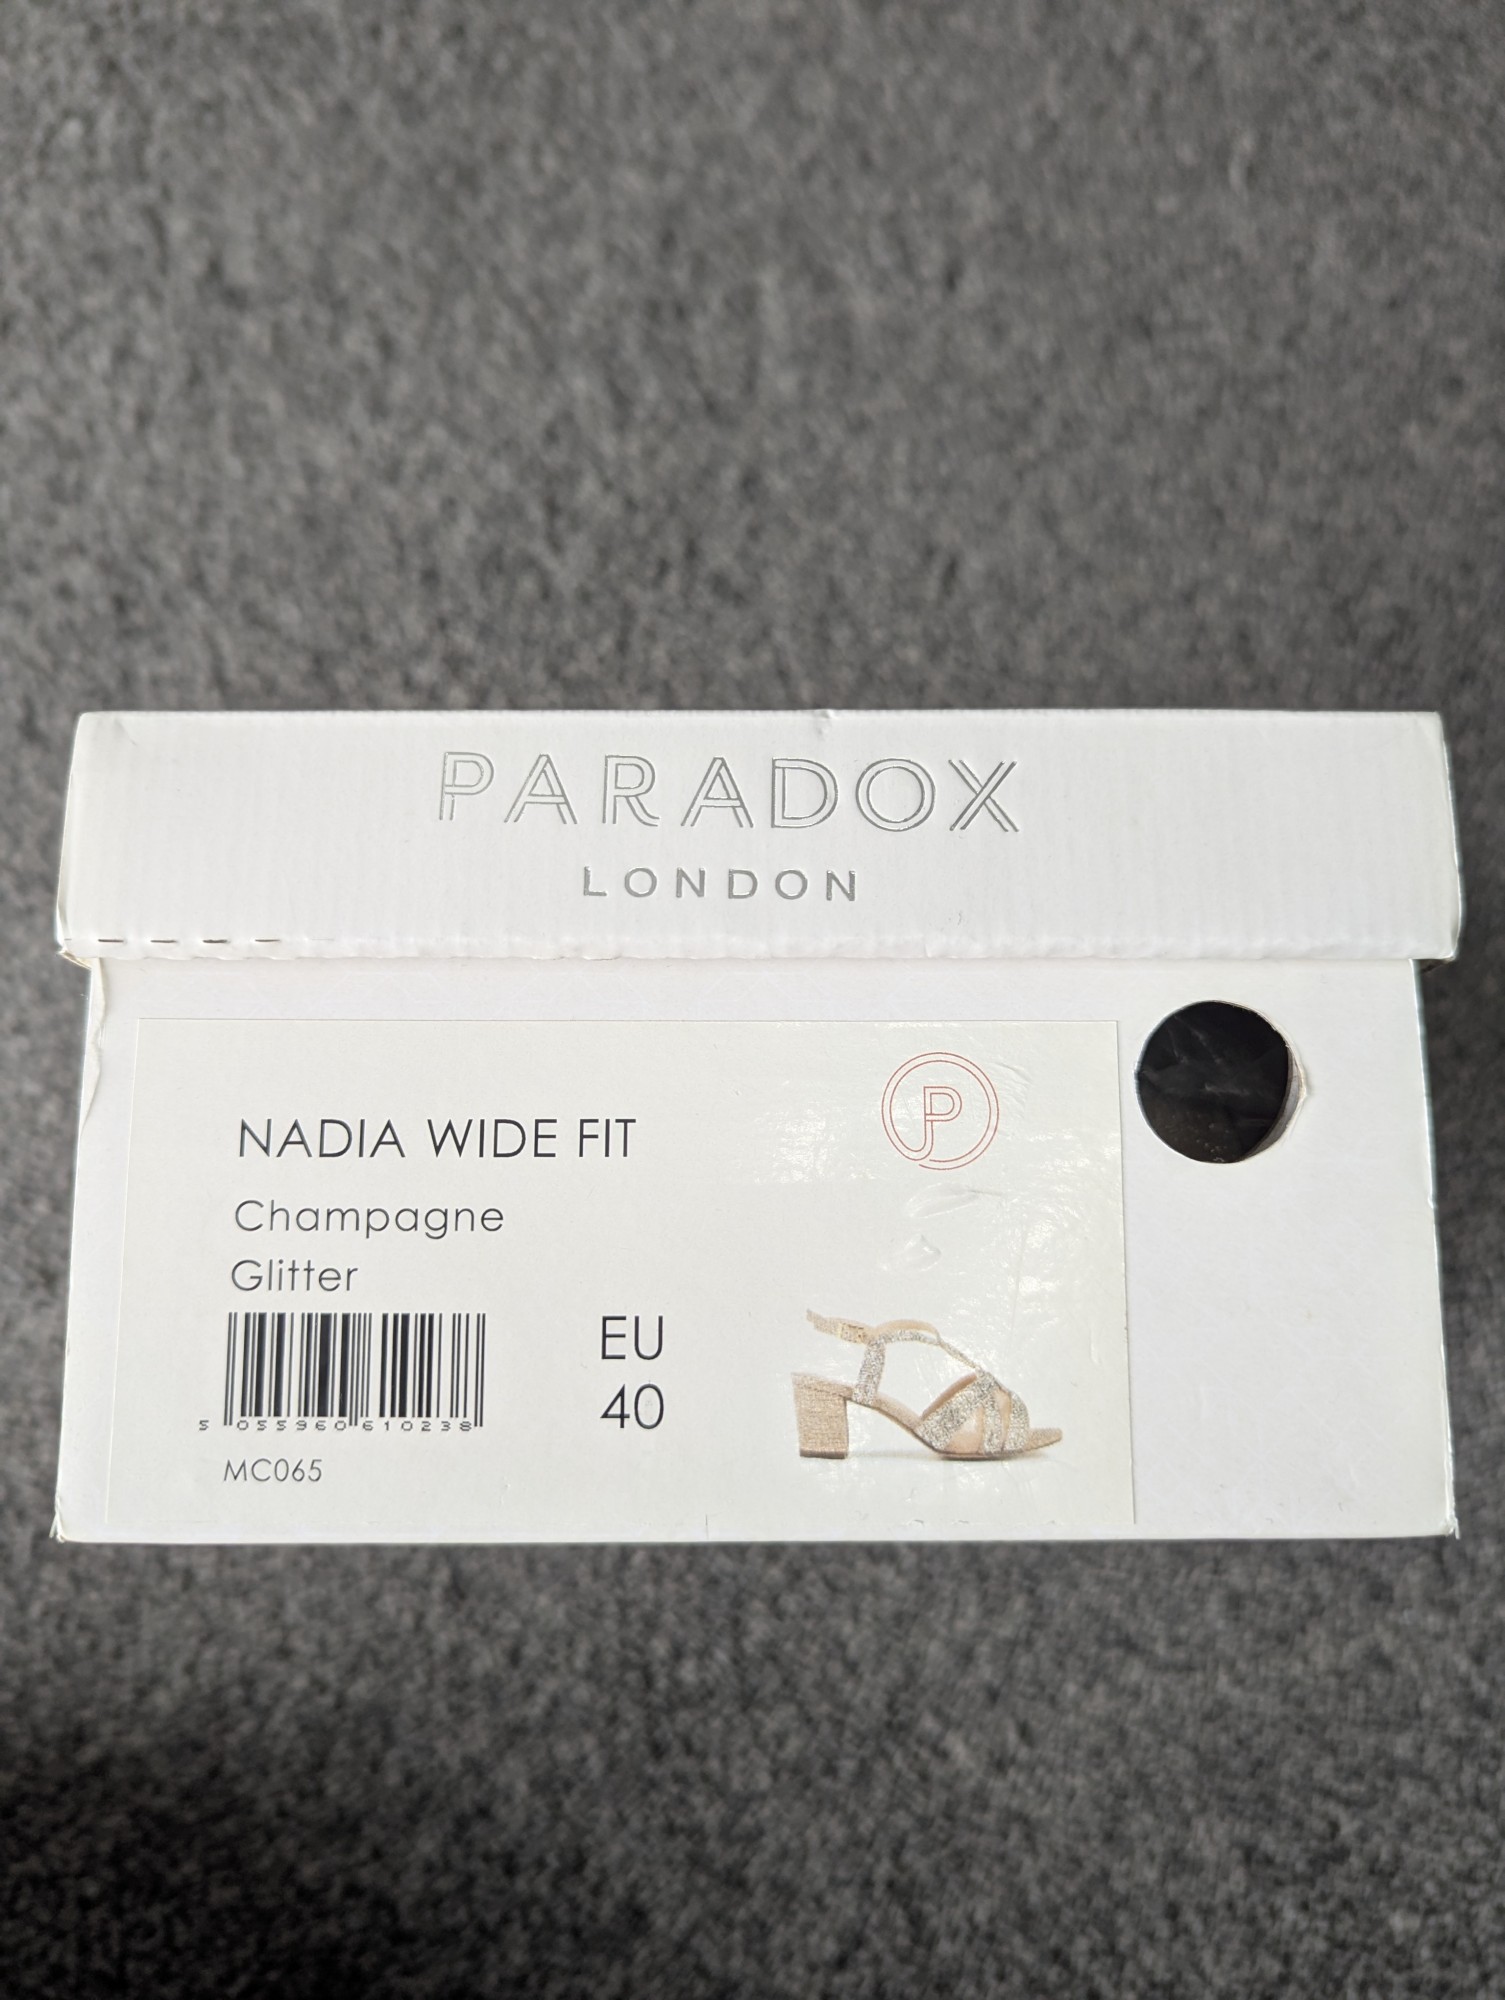 PARADOX
LONDON
P
NADIA WIDE FIT
Champagne
Glitter
EU
40
5 055960 610238
MC065